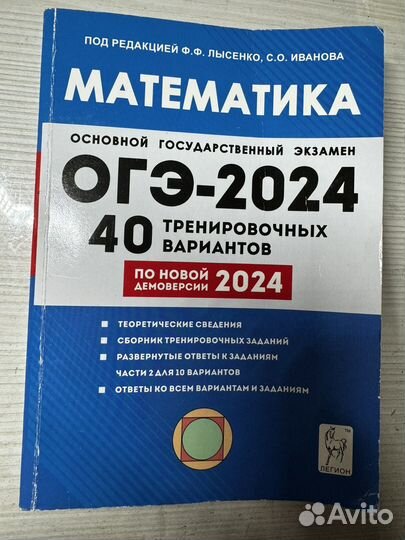 ПОД РЕДАКЦИЕЙ Ф.Ф. ЛЫСЕНКО, С.О. ИВАНОВА
МАТЕМАТИКА
ОСНОВНОЙ ГОСУДАРСТВЕННЫЙ ЭКЗАМЕН
ОГЭ-2024
40 ТРЕНИРОВОЧНЫХ ВАРИАНТОВ
ПО НОВОЙ ДЕМОВЕРСИИ 2024
ТЕОРЕТИЧЕСКИЕ СВЕДЕНИЯ
СБОРНИК ТРЕНИРОВОЧНЫХ ЗАДАНИЙ
РАЗВЕРНУТЫЕ ОТВЕТЫ К ЗАДАНИЯМ
ЧАСТИ 2 ДЛЯ 10 ВАРИАНТОВ
ОТВЕТЫ КО ВСЕМ ВАРИАНТАМ И ЗАДАНИЯМ
TM
ЛЕГИОН
Avito